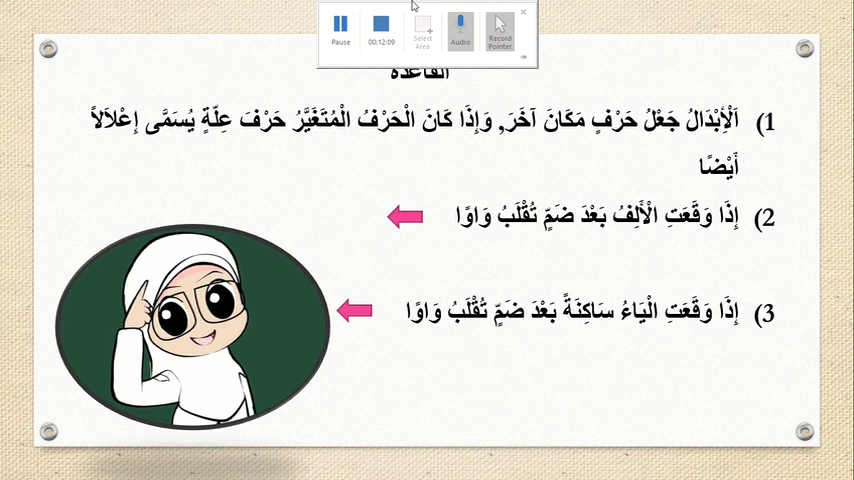 Pause
00:12:09
Select Area
Audio
Record Pointer
القاعدة
1) اَلْأِبْدَالُ جَعْلُ حَرْفٍ مَكَانَ آخَرَ, وَإِذَا كَانَ الْحَرْفُ الْمُتَغَيَّرُ حَرْفَ عِلّةٍ يُسَمَّى إِعْلَالاً
أَيْضًا
2) إِذَا وَقَعَتِ الْأَلِفُ بَعْدَ ضَمٍّ تُقْلَبُ وَاوًا
3) إِذَا وَقَعَتِ الْيَاءُ سَاكِنَةً بَعْدَ ضَمٍّ تُقْلَبُ وَاوًا